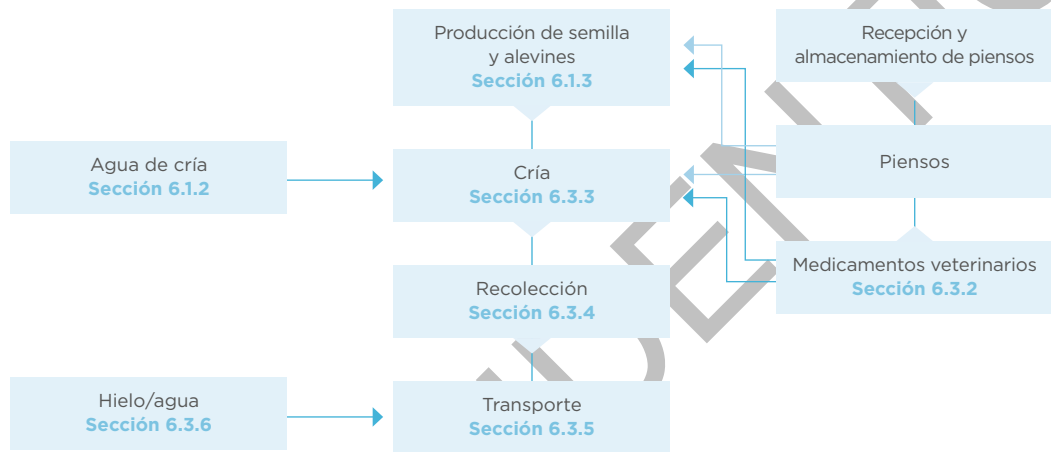 Producción de semilla
y alevines
Sección 6.1.3
Recepción y
almacenamiento de piensos
Agua de cría
Sección 6.1.2
Cría
Sección 6.3.3
Piensos
Recolección
Sección 6.3.4
Medicamentos veterinarios
Sección 6.3.2
Hielo/agua
Sección 6.3.6
Transporte
Sección 6.3.5